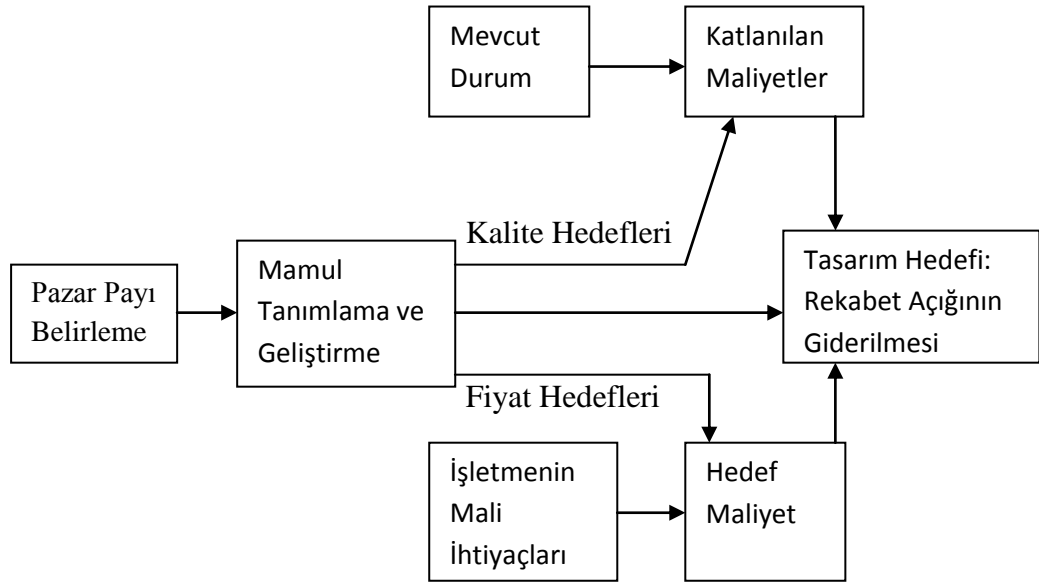 Mevcut
Durum
Katlanılan
Maliyetler
Kalite Hedefleri
Pazar Payı
Belirleme
Mamul
Tanımlama ve
Geliştirme
Tasarım Hedefi:
Rekabet Açığının
Giderilmesi
Fiyat Hedefleri
İşletmenin
Mali
İhtiyaçları
Hedef
Maliyet